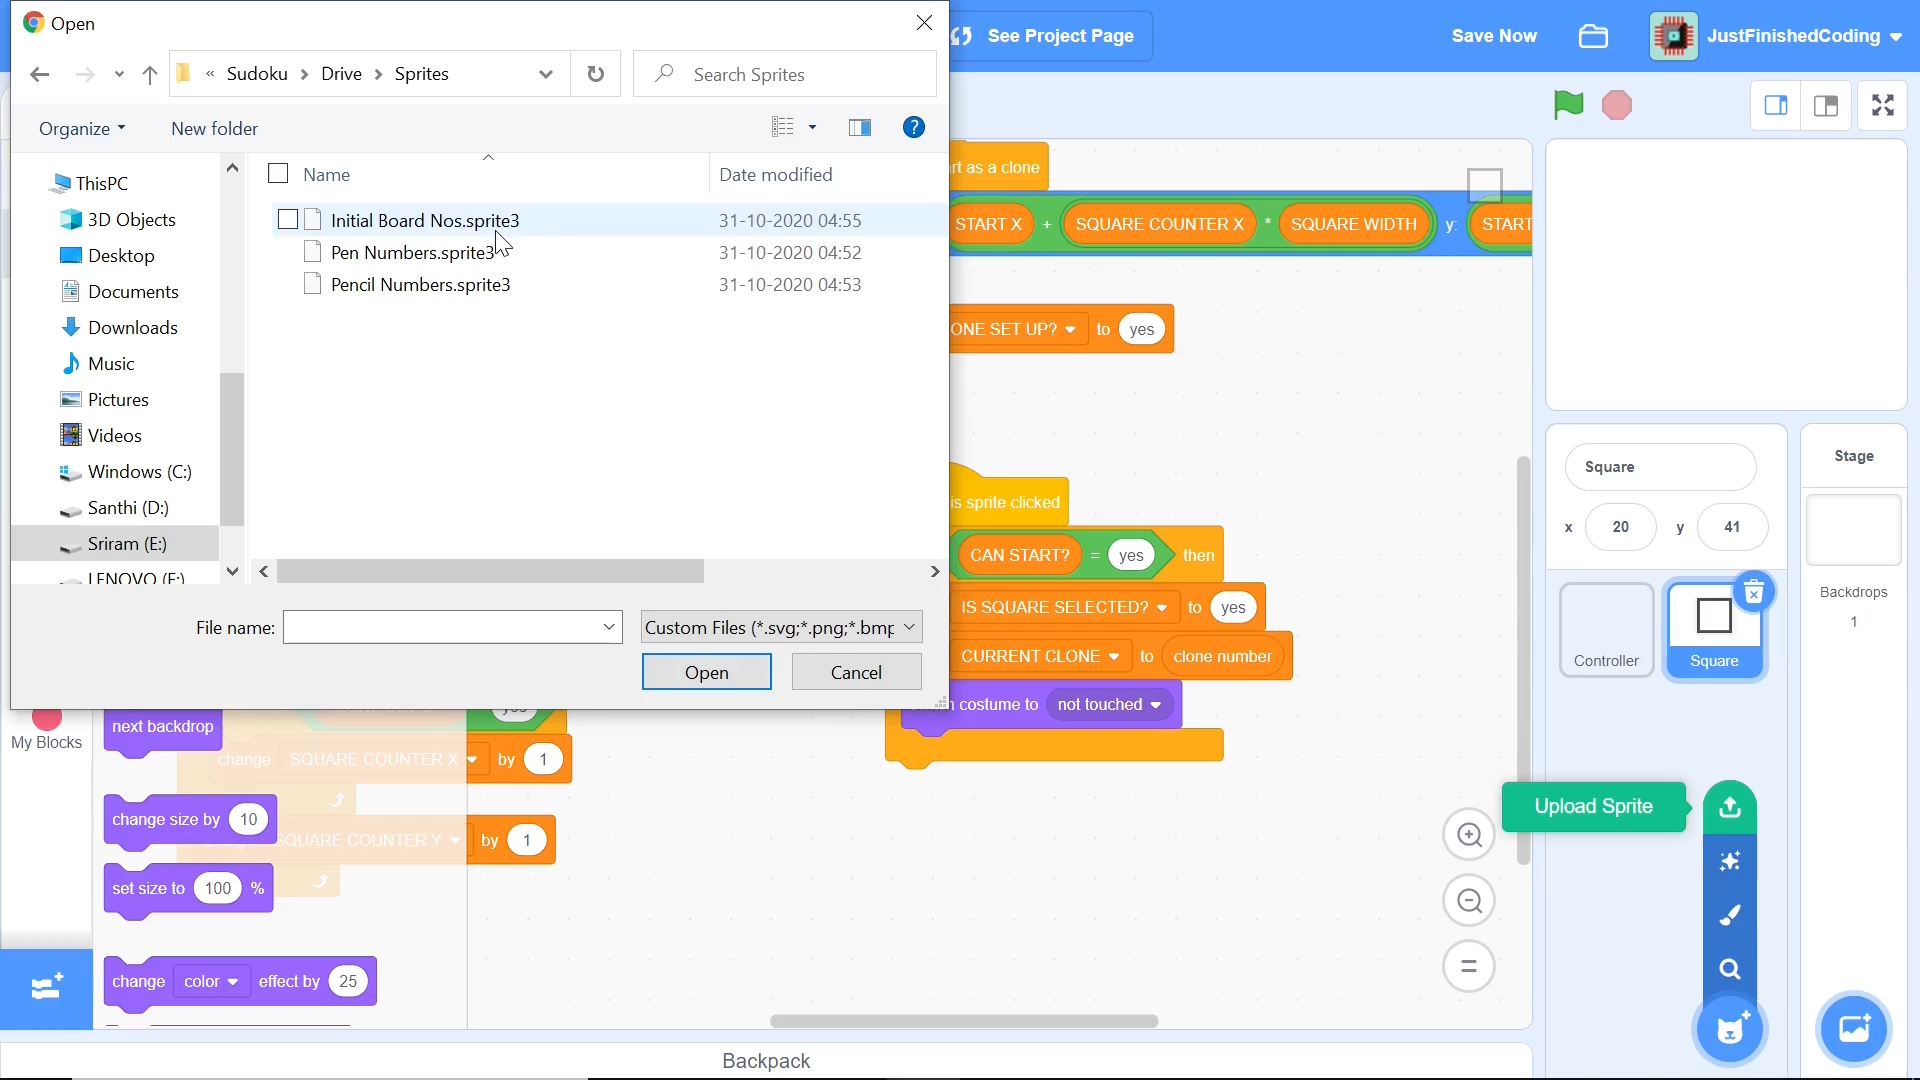 Open
See Project Page
Save Now
JustFinishedCoding
« Sudoku > Drive > Sprites
Search Sprites
Organize
New folder
?
Name
Date modified
ThisPC
3D Objects
Desktop
Documents
Downloads
Music
Pictures
Videos
Windows (C:)
Santhi (D:)
Sriram (E:)
LENOVO (F:)
Initial Board Nos.sprite3 31-10-2020 04:55
Pen Numbers.sprite3 31-10-2020 04:52
Pencil Numbers.sprite3 31-10-2020 04:53
File name:
Custom Files (*.svg;*.png;*.bmp
Open
Cancel
as a clone
START X + SQUARE COUNTER X * SQUARE WIDTH y: START
ONE SET UP? to yes
sprite clicked
CAN START? = yes then
IS SQUARE SELECTED? to yes
CURRENT CLONE to clone number
costume to not touched
My Blocks
next backdrop
change SQUARE COUNTER X by 1
change size by 10
SQUARE COUNTER Y by 1
set size to 100 %
change color effect by 25
Square
x 20 y 41
Controller
Square
Stage
Backdrops
1
Upload Sprite
Backpack